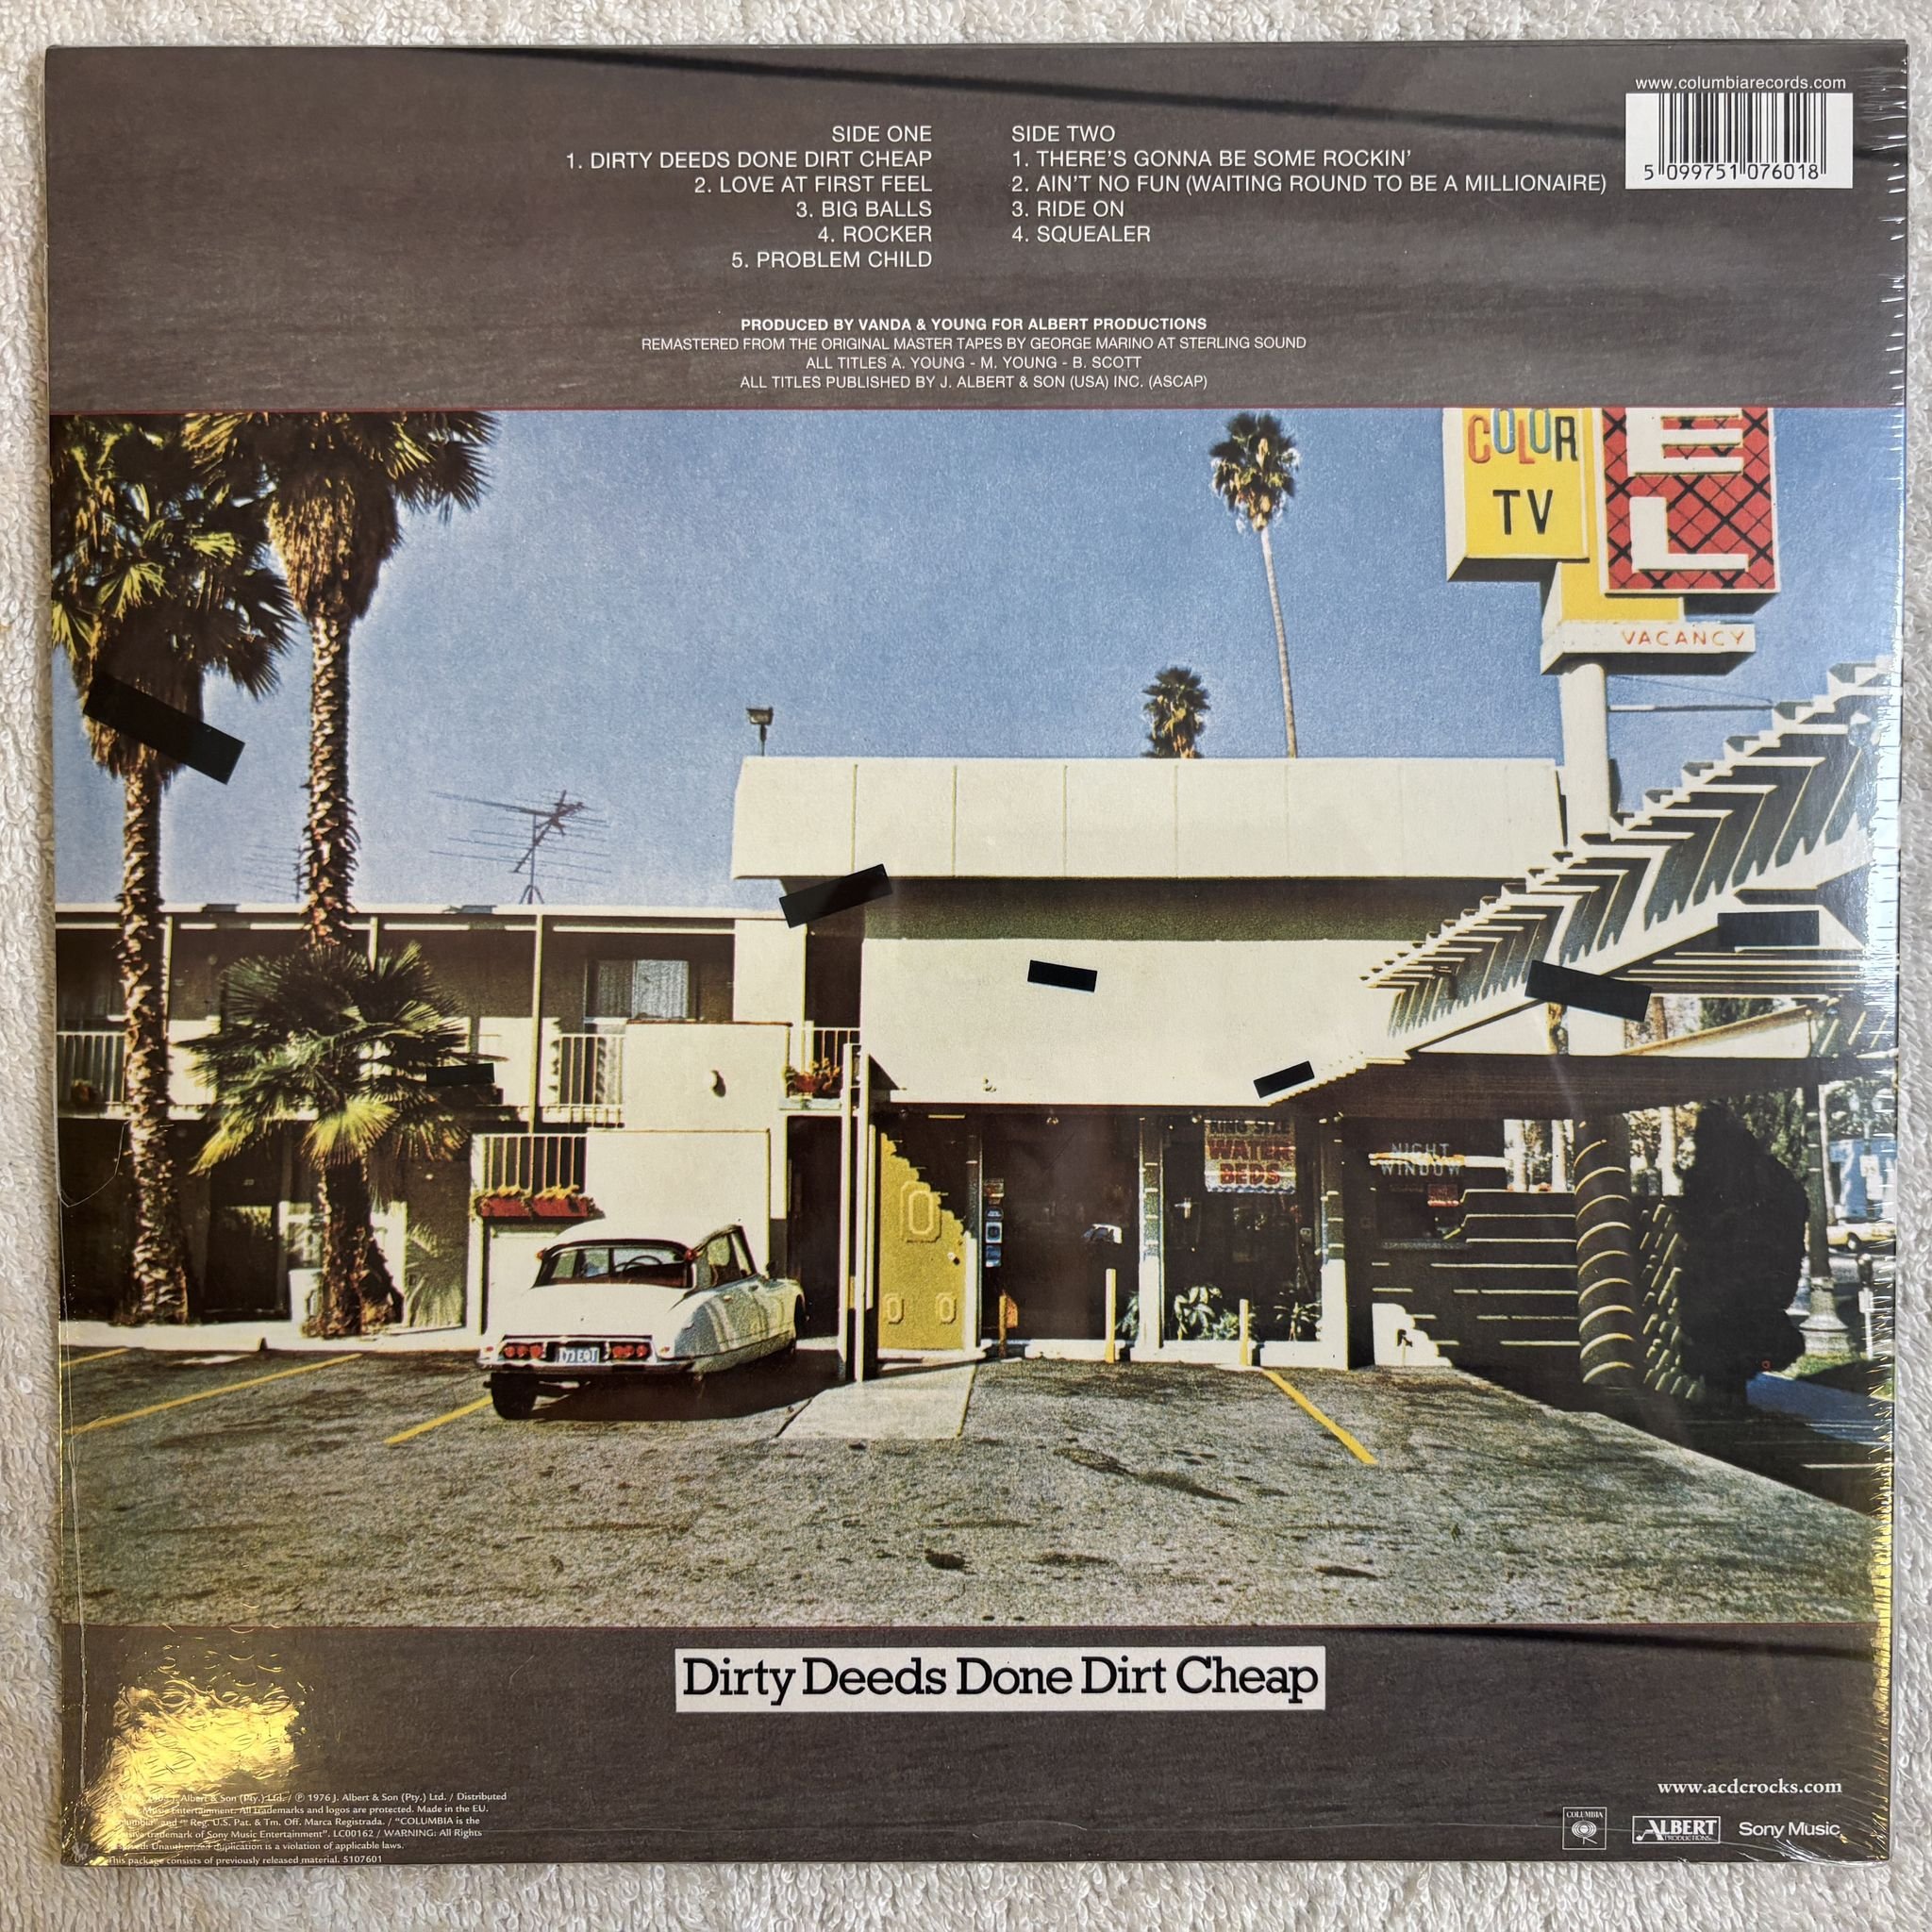 www.columbiarecords.com
5 099751 076018
SIDE ONE
1. DIRTY DEEDS DONE DIRT CHEAP
2. LOVE AT FIRST FEEL
3. BIG BALLS
4. ROCKER
5. PROBLEM CHILD
SIDE TWO
1. THERE'S GONNA BE SOME ROCKIN'
2. AIN'T NO FUN (WAITING ROUND TO BE A MILLIONAIRE)
3. RIDE ON
4. SQUEALER
PRODUCED BY VANDA & YOUNG FOR ALBERT PRODUCTIONS
REMASTERED FROM THE ORIGINAL MASTER TAPES BY GEORGE MARINO AT STERLING SOUND
ALL TITLES A. YOUNG - M. YOUNG - B. SCOTT
ALL TITLES PUBLISHED BY J. ALBERT & SON (USA) INC. (ASCAP)
COLOR
TV
EL
VACANCY
KING SIZE
WATER
BEDS
NIGHT
WINDOW
Dirty Deeds Done Dirt Cheap
Albert & Son (Pty.) Ltd. / ℗ 1976 J. Albert & Son (Pty.) Ltd. / Distributed
Music Entertainment. All trademarks and logos are protected. Made in the EU.
and Reg. U.S. Pat. & Tm. Off. Marca Registrada. / "COLUMBIA is the
trademark of Sony Music Entertainment". LC00162 / WARNING: All Rights
Unauthorized duplication is a violation of applicable laws.
This package consists of previously released material. 5107601
www.acdcrocks.com
COLUMBIA
ALBERT
PRODUCTIONS
Sony Music